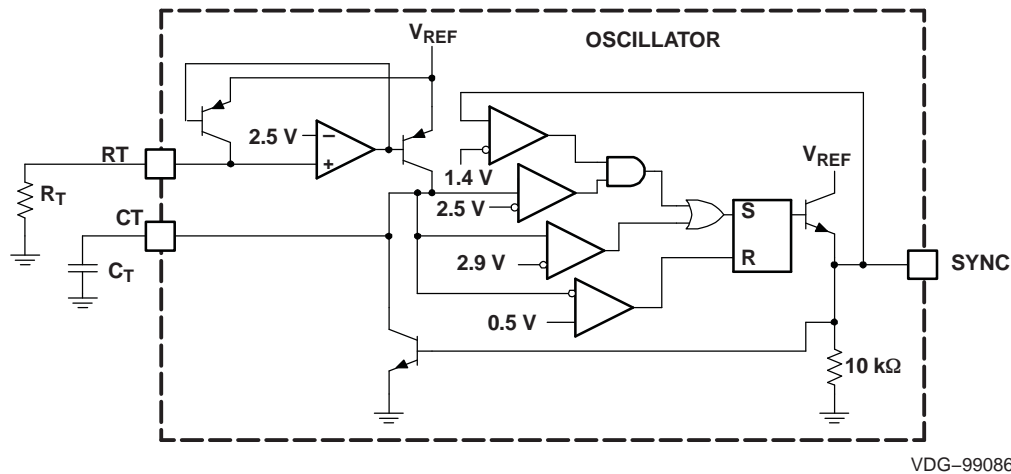 OSCILLATOR
V_REF
2.5 V
−
+
RT
R_T
1.4 V
2.5 V
V_REF
CT
C_T
2.9 V
S
R
SYNC
0.5 V
10 kΩ
VDG−99086